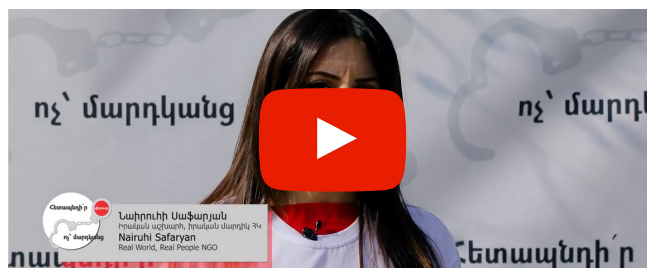 ոչ՝ մարդկանց
ոչ՝ մարդկ
Հետապնդի՛ր
վիրուսը
ոչ՝ մարդկանց
Նաիրուհի Սաֆարյան
Իրական աշխարհ, իրական մարդիկ ՀԿ
Nairuhi Safaryan
Real World, Real People NGO
Հետապնդի՛ր